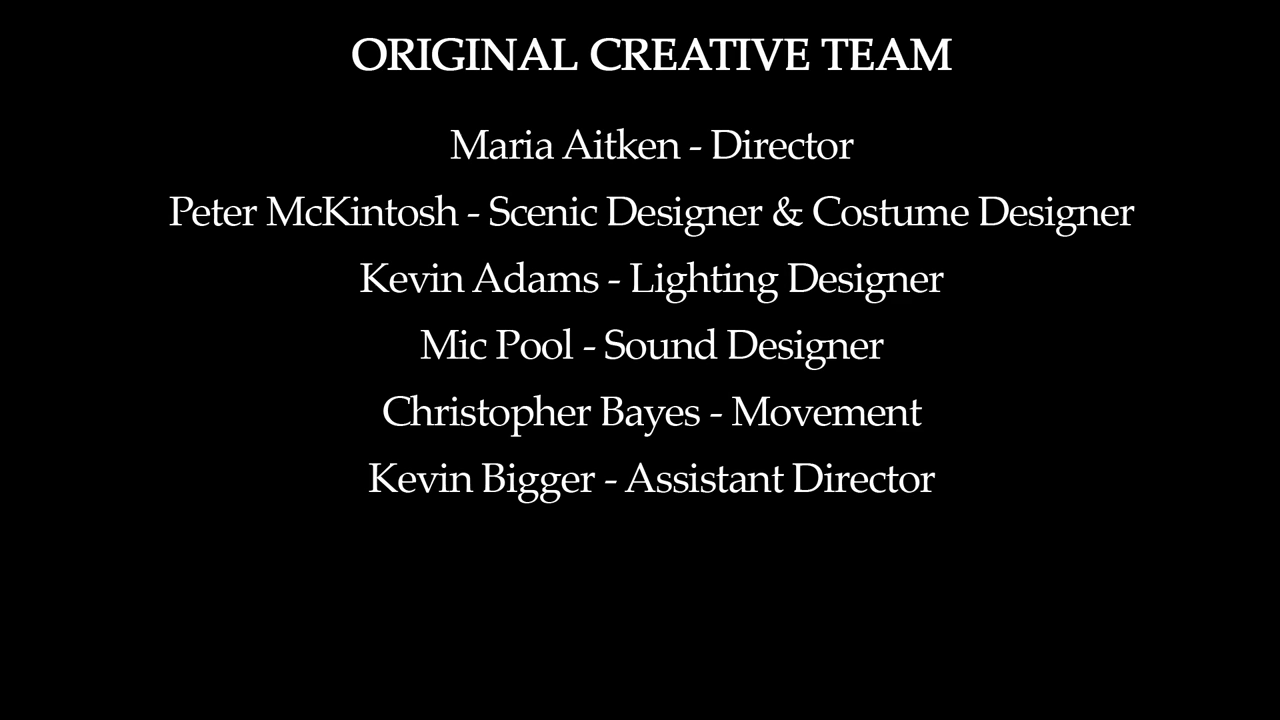 ORIGINAL CREATIVE TEAM
Maria Aitken - Director
Peter McKintosh - Scenic Designer & Costume Designer
Kevin Adams - Lighting Designer
Mic Pool - Sound Designer
Christopher Bayes - Movement
Kevin Bigger - Assistant Director